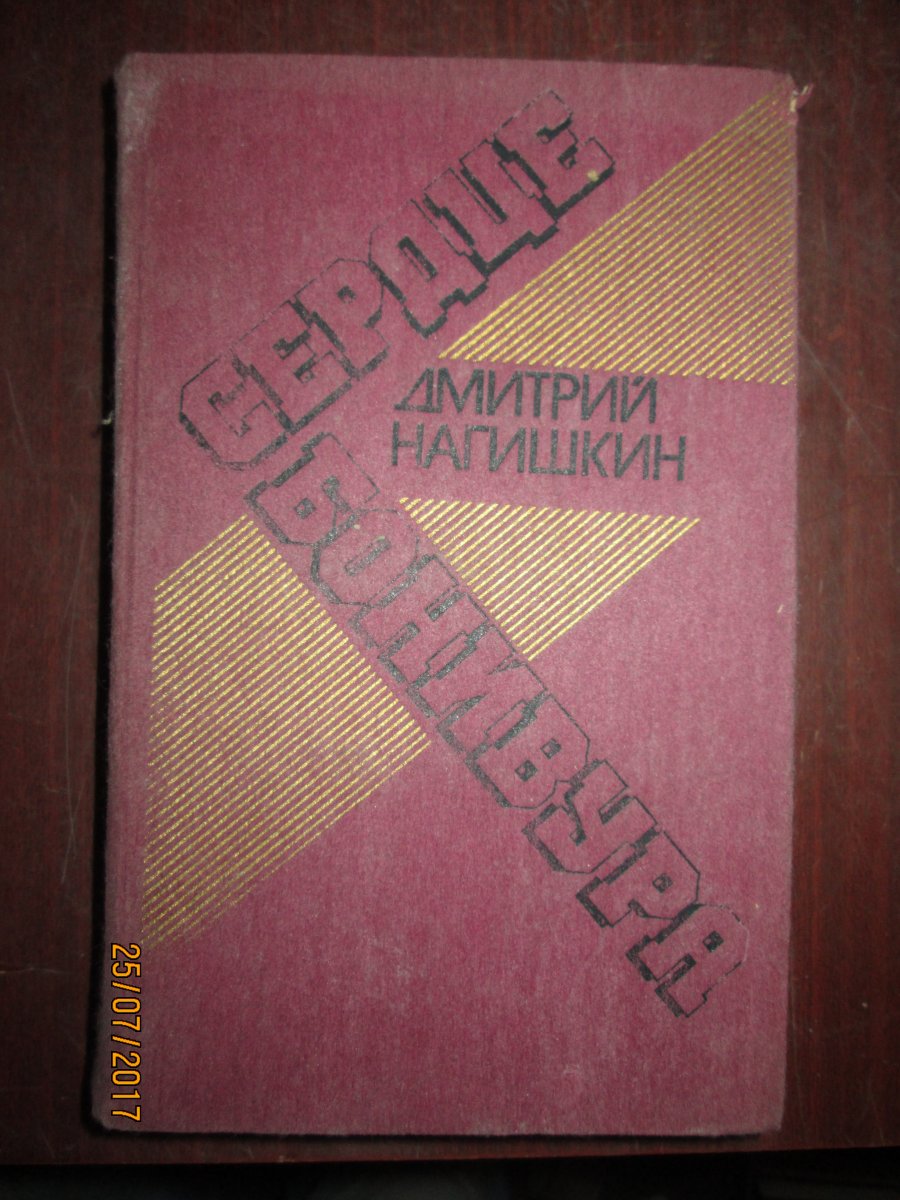 СЕРДЦЕ
БОНИВУРА
ДМИТРИЙ
НАГИШКИН
25/07/2017